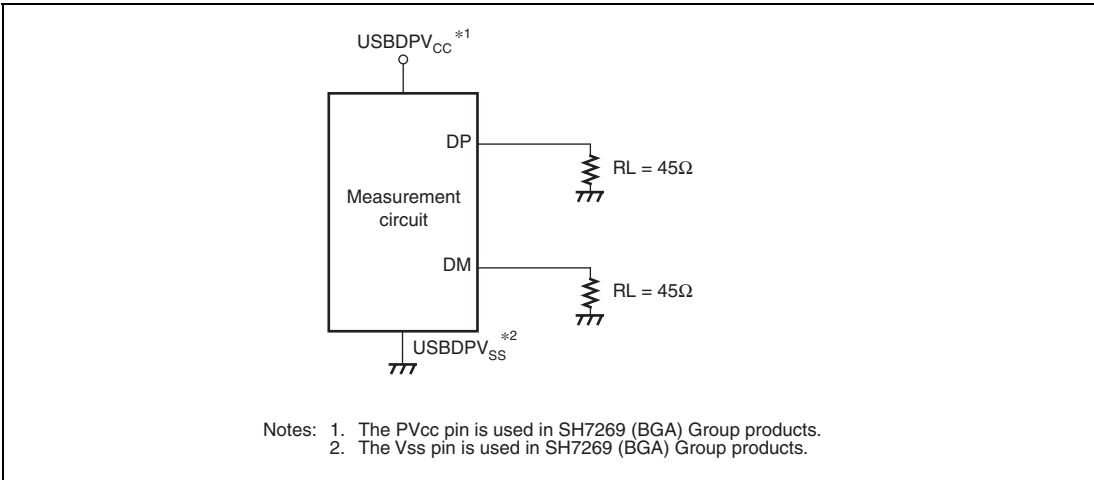 USBDPVCC *1
DP
RL = 45Ω
Measurement
circuit
DM
RL = 45Ω
USBDPVSS *2
Notes: 1. The PVcc pin is used in SH7269 (BGA) Group products.
2. The Vss pin is used in SH7269 (BGA) Group products.